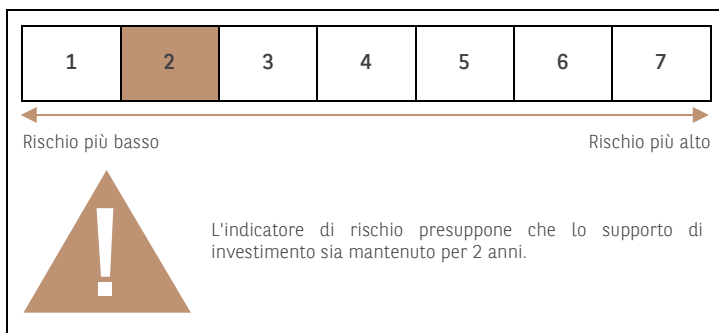 1 2 3 4 5 6 7
Rischio più basso Rischio più alto
!
L'indicatore di rischio presuppone che lo supporto di
investimento sia mantenuto per 2 anni.